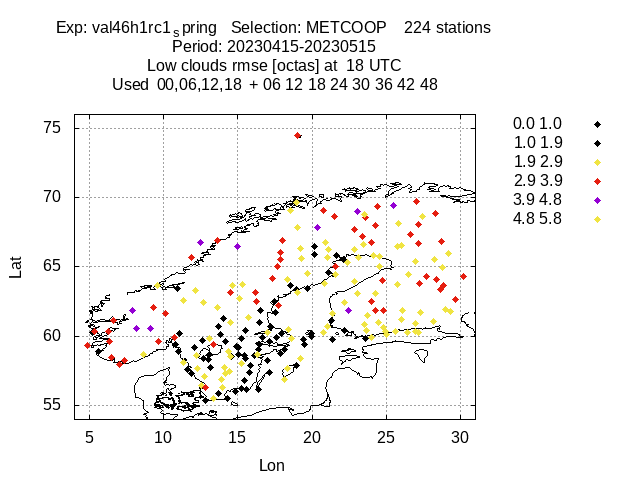 Exp: val46h1rc1spring Selection: METCOOP 224 stations
Period: 20230415-20230515
Low clouds rmse [octas] at 18 UTC
Used 00,06,12,18 + 06 12 18 24 30 36 42 48
75
70
65
60
55
5 10 15 20 25 30
Lat
Lon
0.0 1.0
1.0 1.9
1.9 2.9
2.9 3.9
3.9 4.8
4.8 5.8